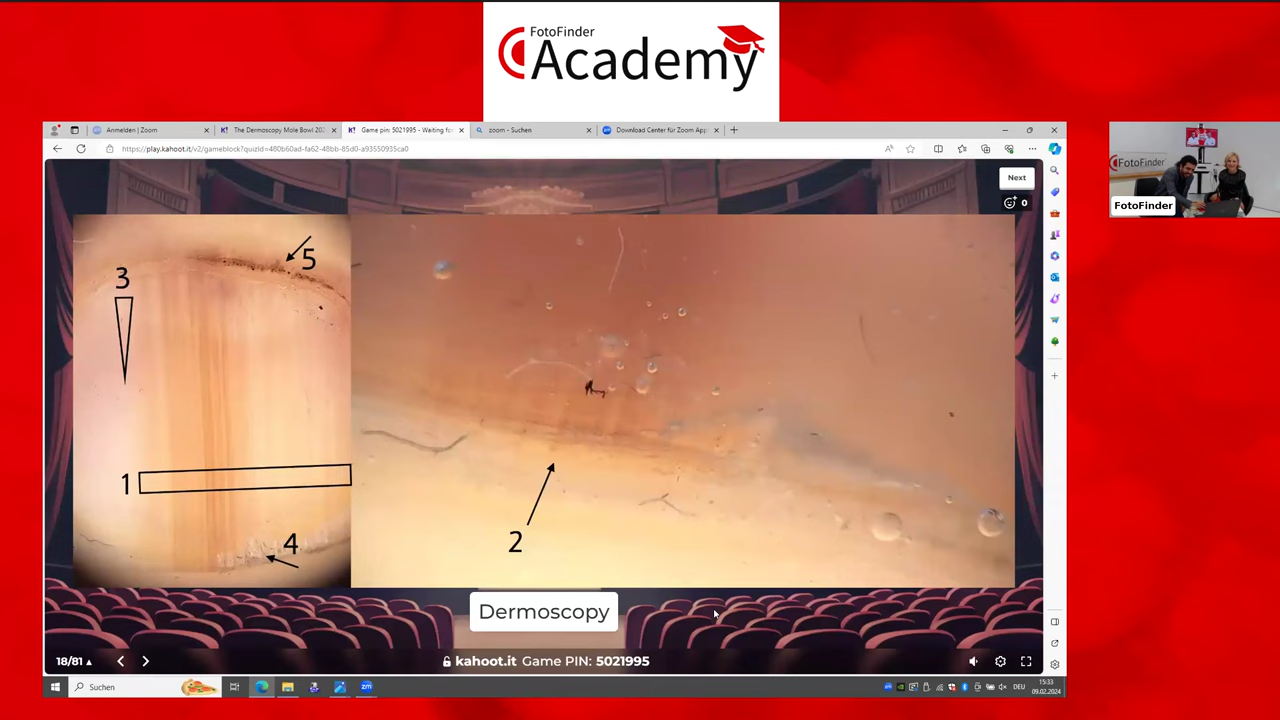 FotoFinder
Academy
Anmelden | Zoom
The Dermoscopy Mole Bowl 202
Game pin: 5021995 - Waiting for
zoom - Suchen
Download Center für Zoom App
https://play.kahoot.it/v2/gameblock?quizId=480b60ad-fa62-48bb-85d0-a93550935ca0
Next
0
FotoFinder
FotoFinder
5
3
1
4
2
Dermoscopy
18/81
kahoot.it Game PIN: 5021995
Suchen
DEU
15:33
09.02.2024